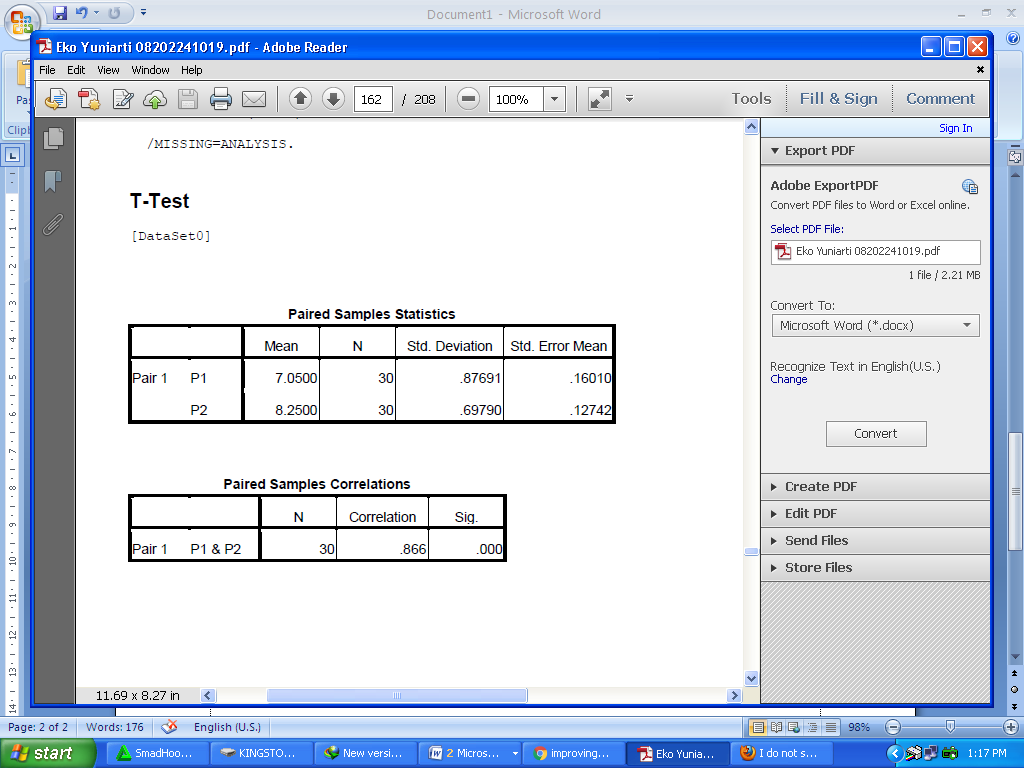 Document1 - Microsoft Word
Eko Yuniarti 08202241019.pdf - Adobe Reader
File Edit View Window Help
162 / 208 100% Tools Fill & Sign Comment
Sign In
/MISSING=ANALYSIS.
T-Test
[DataSet0]
Paired Samples Statistics
Mean N Std. Deviation Std. Error Mean
Pair 1 P1 7.0500 30 .87691 .16010
P2 8.2500 30 .69790 .12742
Paired Samples Correlations
N Correlation Sig.
Pair 1 P1 & P2 30 .866 .000
11.69 x 8.27 in
Export PDF
Adobe ExportPDF
Convert PDF files to Word or Excel online.
Select PDF File:
Eko Yuniarti 08202241019.pdf
1 file / 2.21 MB
Convert To:
Microsoft Word (*.docx)
Recognize Text in English(U.S.)
Change
Convert
Create PDF
Edit PDF
Send Files
Store Files
Page: 2 of 2 Words: 176 English (U.S.) 98%
start SmadHoo... KINGSTO... New versi... 2 Micros... improving... Eko Yunia... I do not s... 1:17 PM